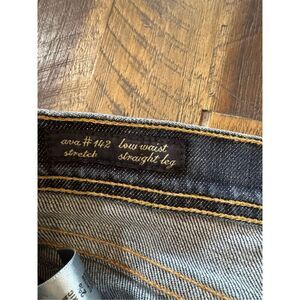 ava # 142 low waist
stretch straight leg